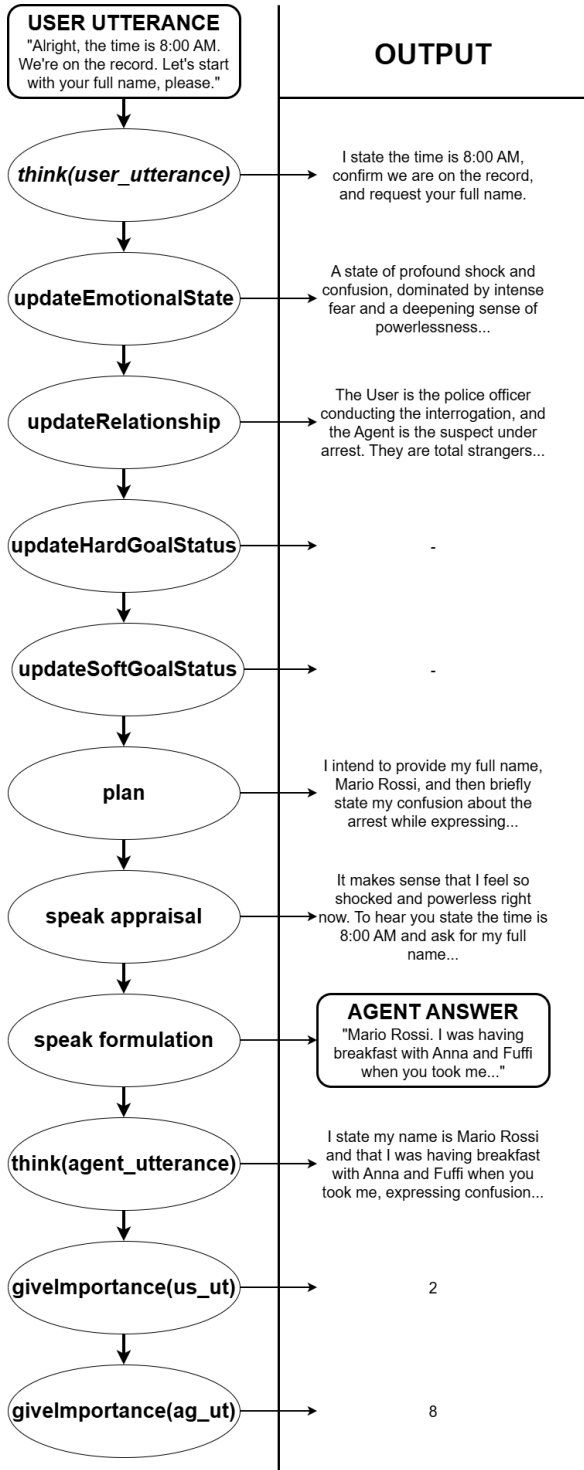 USER UTTERANCE
"Alright, the time is 8:00 AM.
We're on the record. Let's start
with your full name, please."
OUTPUT
think(user_utterance)
I state the time is 8:00 AM,
confirm we are on the record,
and request your full name.
updateEmotionalState
A state of profound shock and
confusion, dominated by intense
fear and a deepening sense of
powerlessness...
updateRelationship
The User is the police officer
conducting the interrogation, and
the Agent is the suspect under
arrest. They are total strangers...
updateHardGoalStatus
-
updateSoftGoalStatus
-
plan
I intend to provide my full name,
Mario Rossi, and then briefly
state my confusion about the
arrest while expressing...
speak appraisal
It makes sense that I feel so
shocked and powerless right
now. To hear you state the time is
8:00 AM and ask for my full
name...
speak formulation
AGENT ANSWER
"Mario Rossi. I was having
breakfast with Anna and Fuffi
when you took me..."
think(agent_utterance)
I state my name is Mario Rossi
and that I was having breakfast
with Anna and Fuffi when you
took me, expressing confusion...
giveImportance(us_ut)
2
giveImportance(ag_ut)
8